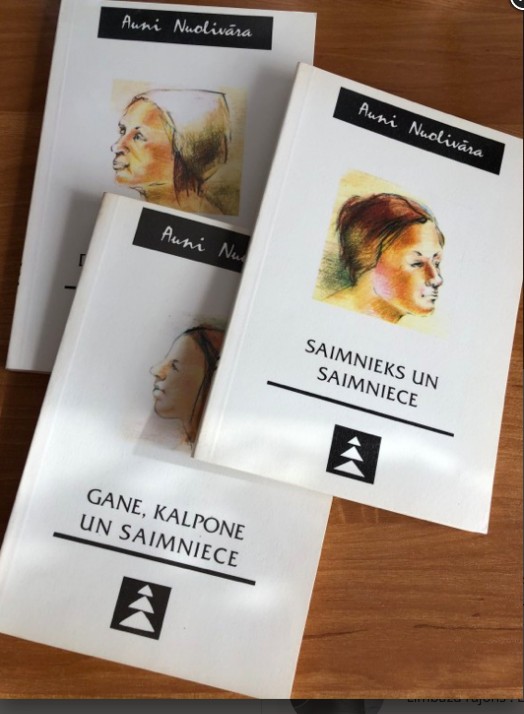 Auni Nuolivāra
Auni Nuolivāra
SAIMNIEKS UN
SAIMNIECE
Auni
GANE, KALPONE
UN SAIMNIECE